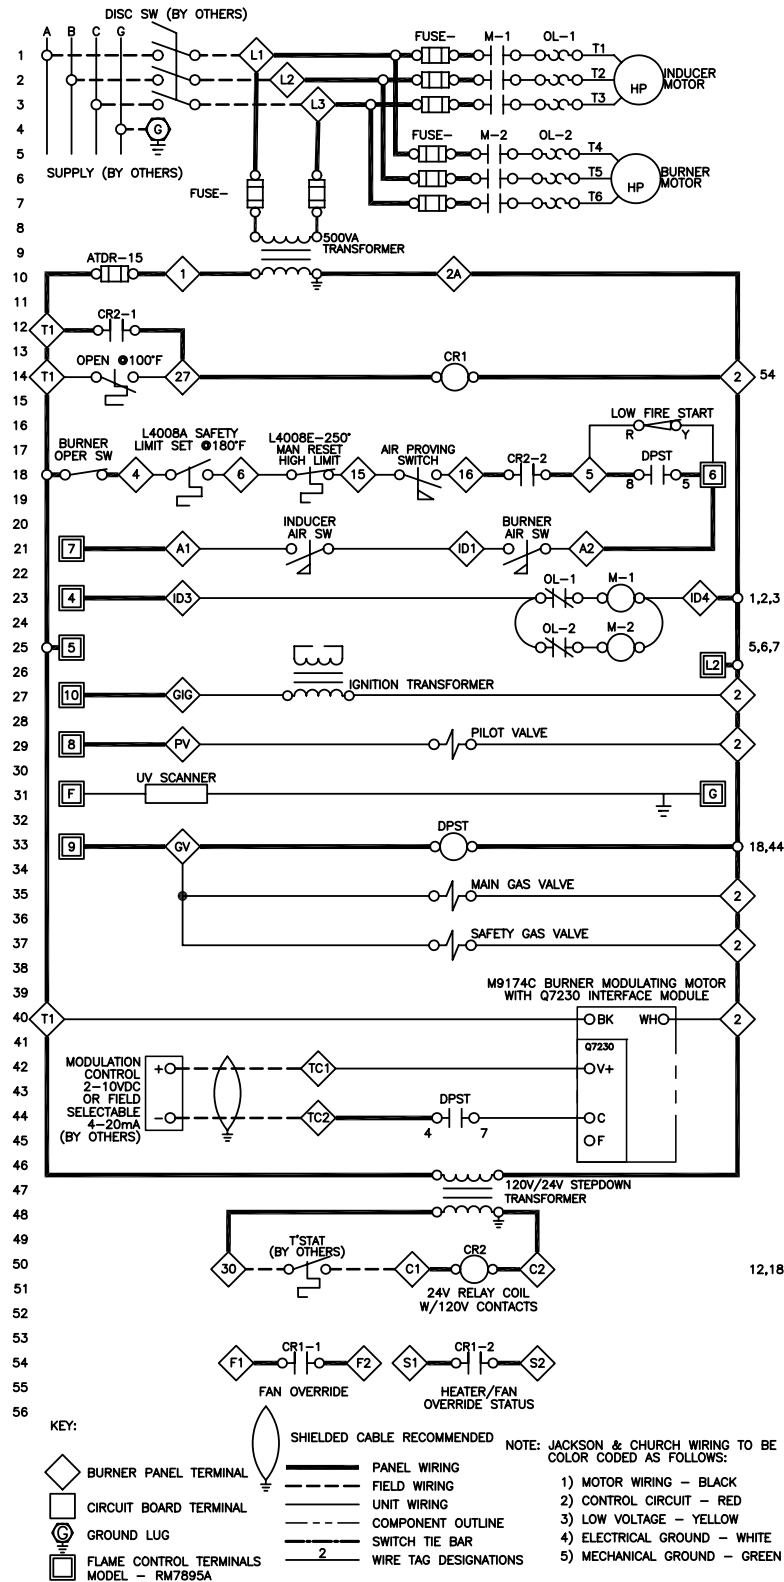 DISC SW (BY OTHERS)
A B C G
FUSE- M-1 OL-1
1 L1 T1
2 L2 T2 INDUCER
HP MOTOR
3 L3 T3
4 G
FUSE- M-2 OL-2
5 T4
SUPPLY (BY OTHERS)
6 T5 BURNER
HP MOTOR
FUSE-
7 T6
8
500VA
TRANSFORMER
9
ATDR-15
10 1 2A
11
CR2-1
12 T1
13
OPEN @100°F CR1
14 T1 27 2 54
15
16 LOW FIRE START
R Y
L4008A SAFETY
LIMIT SET @180°F
L4008E-250°
MAN RESET
HIGH LIMIT
BURNER
OPER SW
AIR PROVING
SWITCH
17
CR2-2 DPST
18 4 6 15 16 5 8 5 6
19
20
INDUCER
AIR SW
BURNER
AIR SW
21 7 A1 ID1 A2
22
OL-1 M-1
23 4 ID3 ID4 1,2,3
24
OL-2 M-2
25 5 5,6,7
L2
26
IGNITION TRANSFORMER
27 10 GIG 2
28
PILOT VALVE
29 8 PV 2
30
UV SCANNER
31 F G
32
DPST
33 9 GV 18,44
34
MAIN GAS VALVE
35 2
36
SAFETY GAS VALVE
37 2
38
M9174C BURNER MODULATING MOTOR
39
WITH Q7230 INTERFACE MODULE
40 T1 BK WH 2
41
Q7230
MODULATION
CONTROL
2-10VDC
OR FIELD
SELECTABLE
4-20mA
(BY OTHERS)
42 + TC1 V+
43
DPST
44 - TC2 4 7 C
45 F
46
120V/24V STEPDOWN
TRANSFORMER
47
48
49
T'STAT
(BY OTHERS)
CR2
50 30 C1 C2 12,18
51
24V RELAY COIL
W/120V CONTACTS
52
53
CR1-1 CR1-2
54 F1 F2 S1 S2
55
FAN OVERRIDE
HEATER/FAN
OVERRIDE STATUS
56
KEY:
SHIELDED CABLE RECOMMENDED
BURNER PANEL TERMINAL
CIRCUIT BOARD TERMINAL
G GROUND LUG
FLAME CONTROL TERMINALS
MODEL - RM7895A
PANEL WIRING
FIELD WIRING
UNIT WIRING
COMPONENT OUTLINE
SWITCH TIE BAR
2 WIRE TAG DESIGNATIONS
NOTE: JACKSON & CHURCH WIRING TO BE
COLOR CODED AS FOLLOWS:
1) MOTOR WIRING - BLACK
2) CONTROL CIRCUIT - RED
3) LOW VOLTAGE - YELLOW
4) ELECTRICAL GROUND - WHITE
5) MECHANICAL GROUND - GREEN